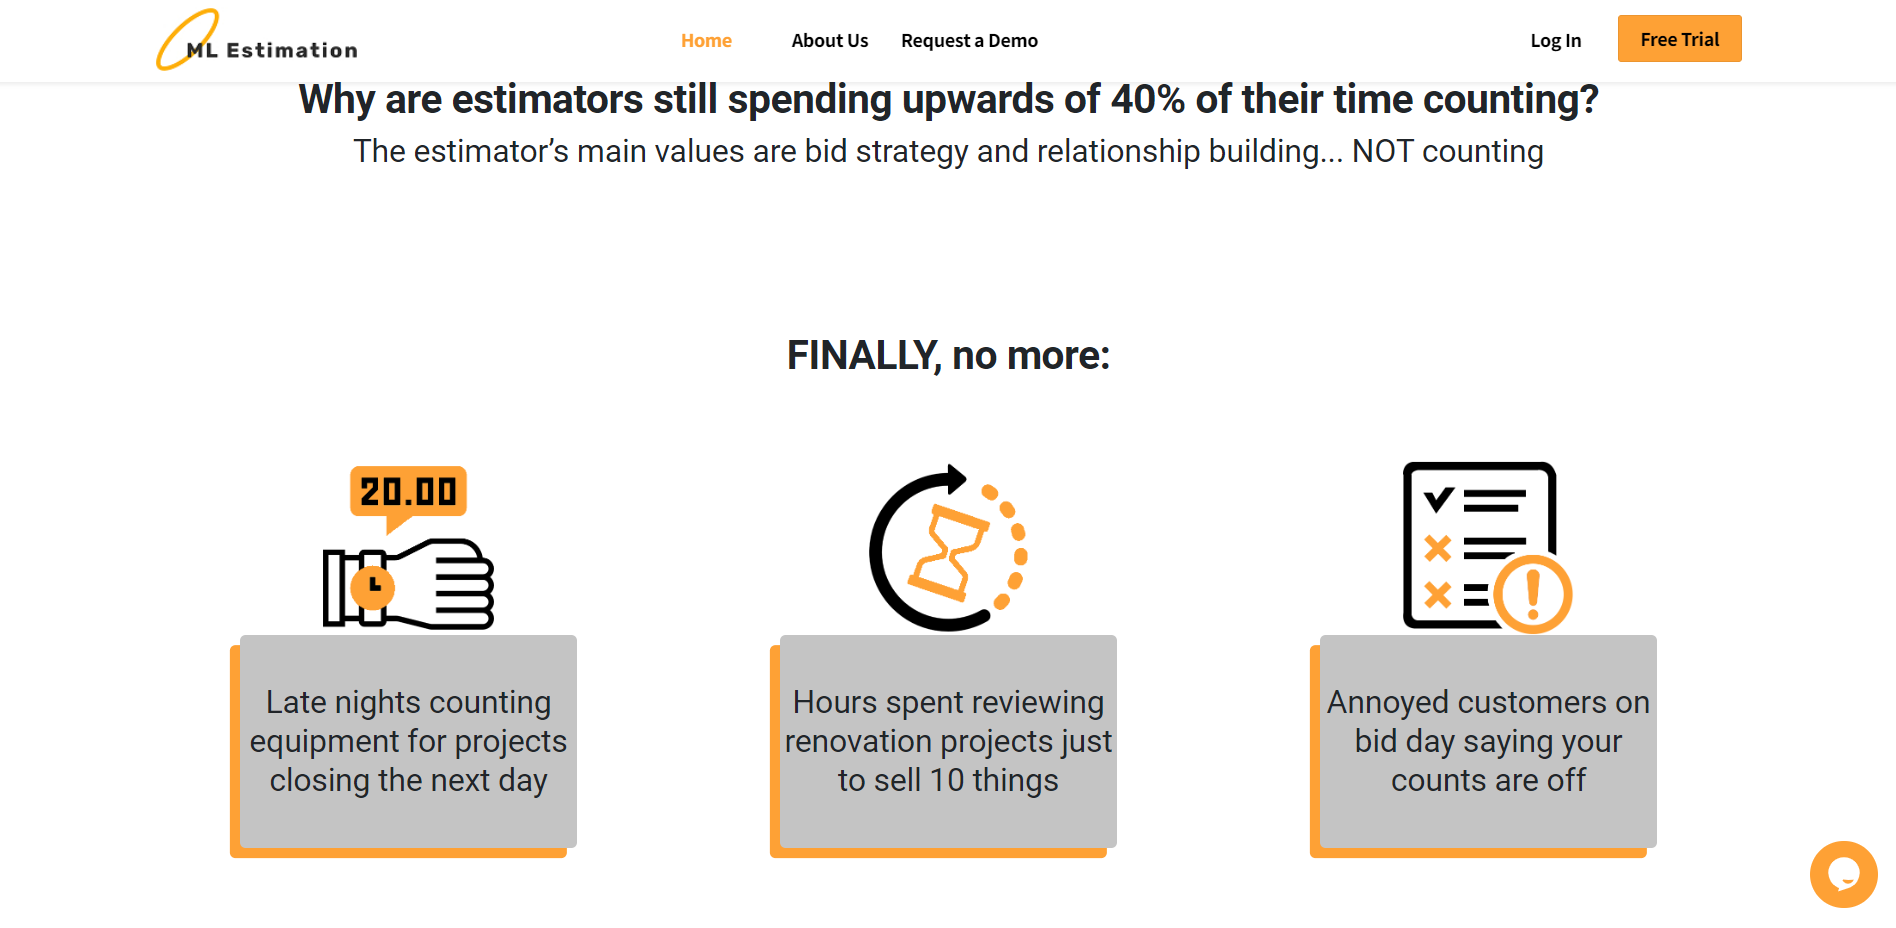 ML Estimation
Home
About Us
Request a Demo
Log In
Free Trial
Why are estimators still spending upwards of 40% of their time counting?
The estimator’s main values are bid strategy and relationship building... NOT counting
FINALLY, no more:
20.00
Late nights counting
equipment for projects
closing the next day
Hours spent reviewing
renovation projects just
to sell 10 things
Annoyed customers on
bid day saying your
counts are off